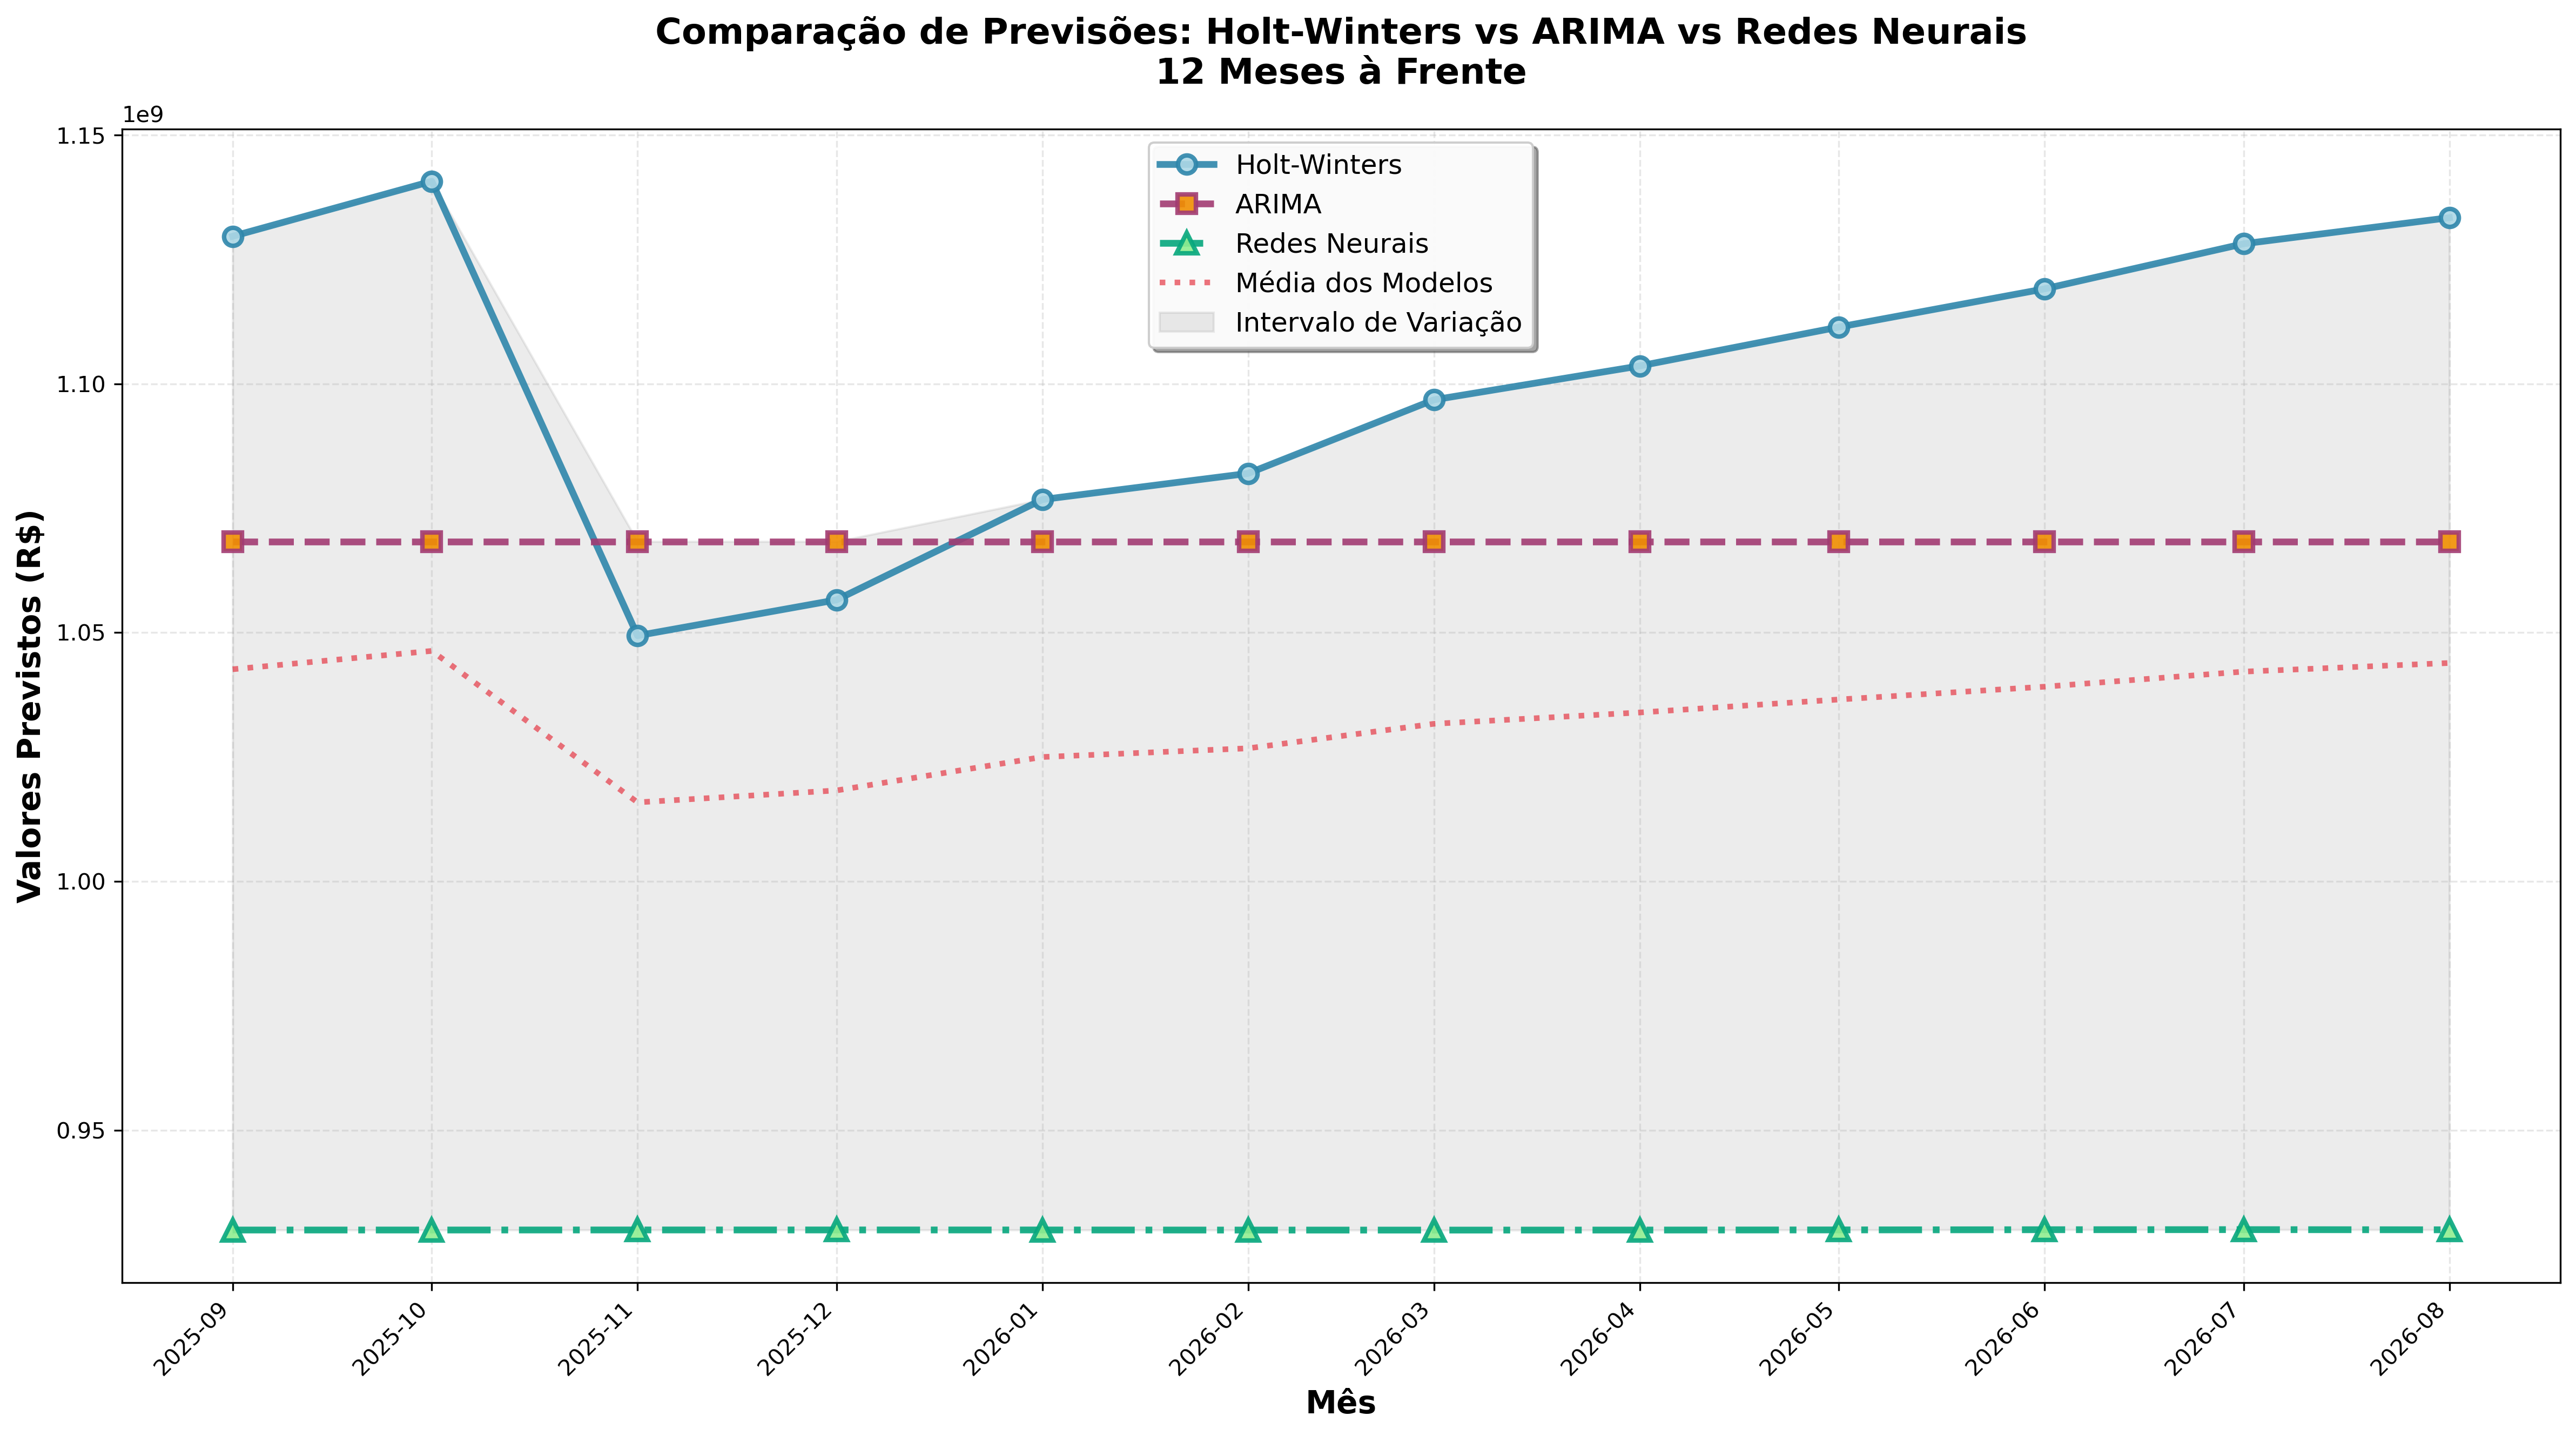 Comparação de Previsões: Holt-Winters vs ARIMA vs Redes Neurais
12 Meses à Frente
1e9
1.15
1.10
1.05
1.00
0.95
Valores Previstos (R$)
Holt-Winters
ARIMA
Redes Neurais
Média dos Modelos
Intervalo de Variação
2025-09
2025-10
2025-11
2025-12
2026-01
2026-02
2026-03
2026-04
2026-05
2026-06
2026-07
2026-08
Mês